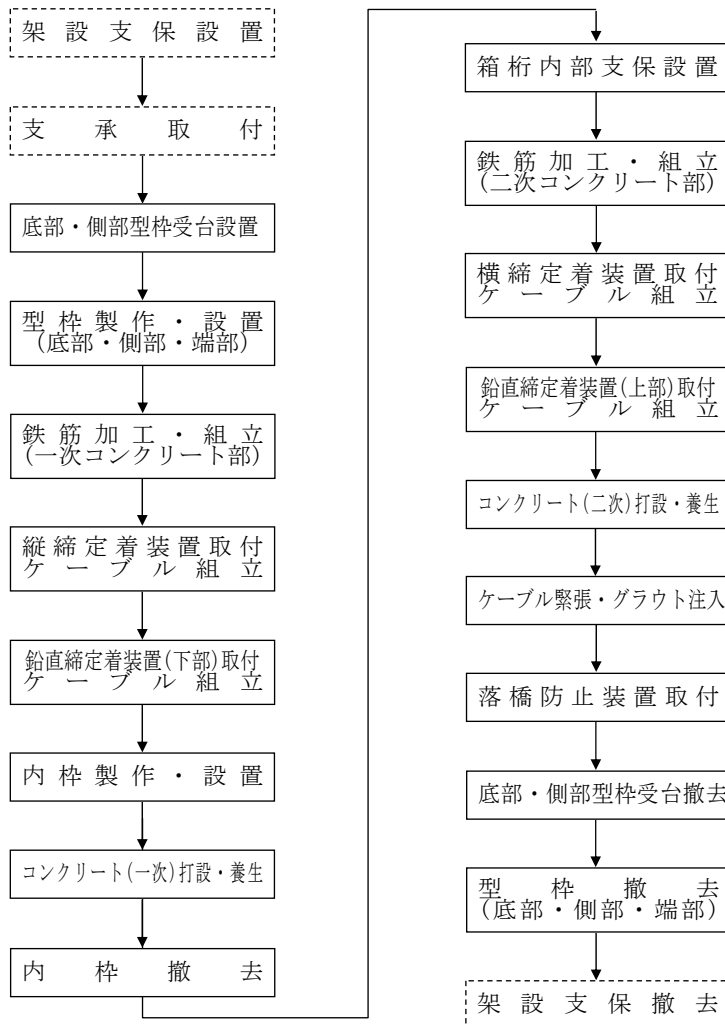 架設支保設置
支承取付
底部・側部型枠受台設置
型枠製作・設置
(底部・側部・端部)
鉄筋加工・組立
(一次コンクリート部)
縦締定着装置取付
ケーブル組立
鉛直締定着装置(下部)取付
ケーブル組立
内枠製作・設置
コンクリート(一次)打設・養生
内枠撤去
箱桁内部支保設置
鉄筋加工・組立
(二次コンクリート部)
横締定着装置取付
ケーブル組立
鉛直締定着装置(上部)取付
ケーブル組立
コンクリート(二次)打設・養生
ケーブル緊張・グラウト注入
落橋防止装置取付
底部・側部型枠受台撤去
型枠撤去
(底部・側部・端部)
架設支保撤去